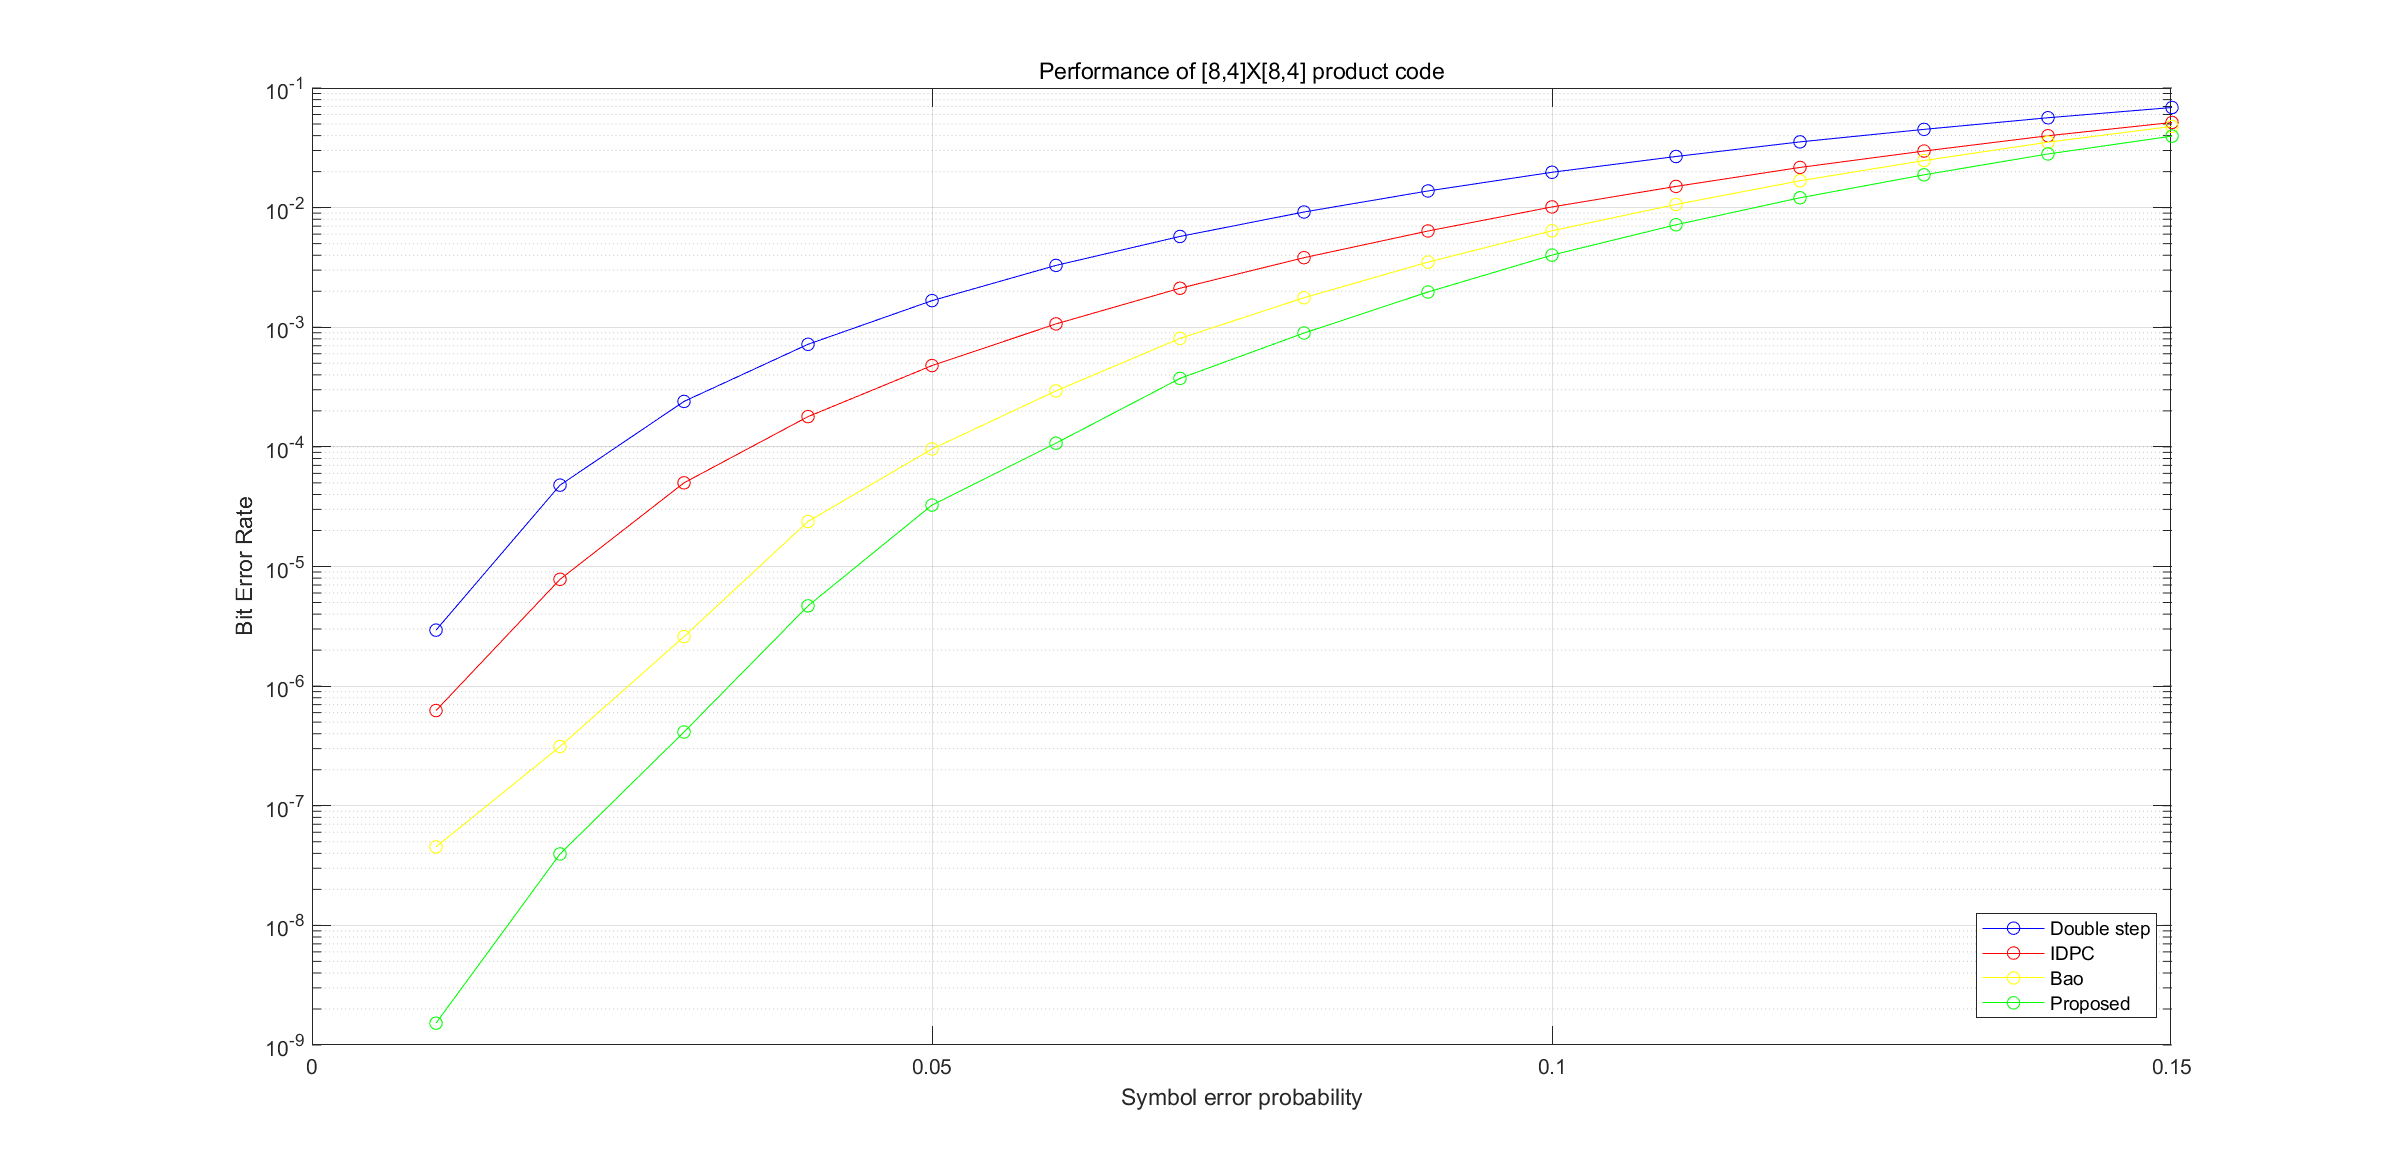 Performance of [8,4]X[8,4] product code
10^-1
10^-2
10^-3
10^-4
10^-5
10^-6
10^-7
10^-8
10^-9
Bit Error Rate
0 0.05 0.1 0.15
Symbol error probability
Double step
IDPC
Bao
Proposed